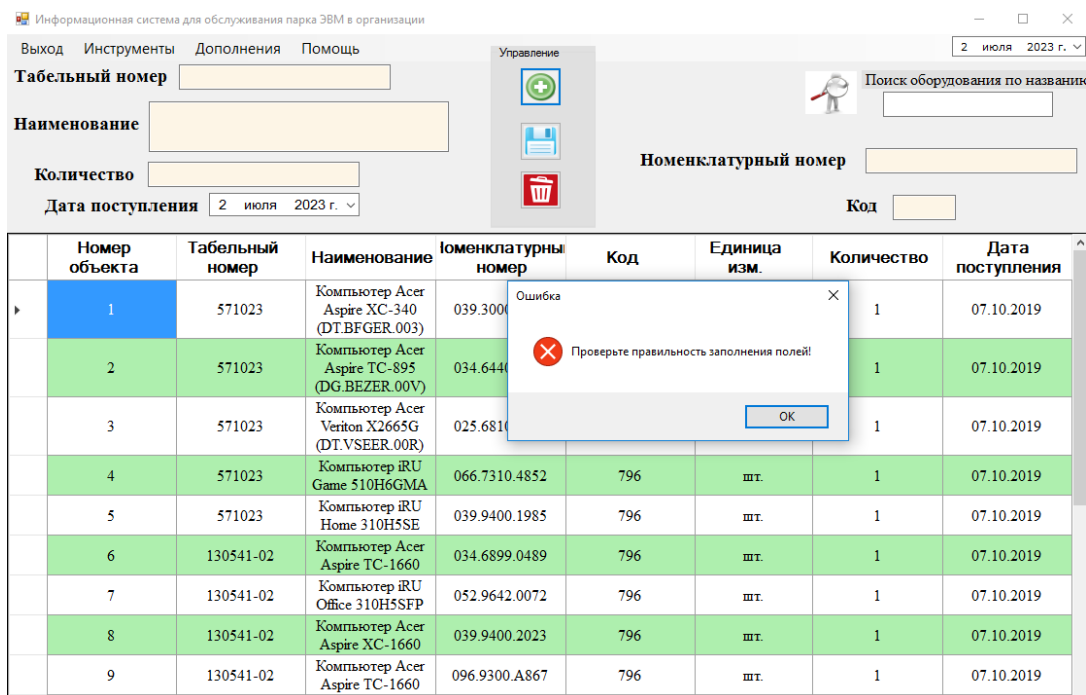 Информационная система для обслуживания парка ЭВМ в организации
Выход Инструменты Дополнения Помощь
2 июля 2023 г.
Управление
Табельный номер
Поиск оборудования по названию
Наименование
Номенклатурный номер
Количество
Дата поступления 2 июля 2023 г.
Код
Номер объекта Табельный номер Наименование Номенклатурный номер Код Единица изм. Количество Дата поступления
1 571023 Компьютер Acer Aspire XC-340 (DT.BFGER.003) 039.3000 1 07.10.2019
2 571023 Компьютер Acer Aspire TC-895 (DG.BEZER.00V) 034.6440 1 07.10.2019
3 571023 Компьютер Acer Veriton X2665G (DT.VSEER.00R) 025.6810 1 07.10.2019
Ошибка
Проверьте правильность заполнения полей!
OK
4 571023 Компьютер iRU Game 510H6GMA 066.7310.4852 796 шт. 1 07.10.2019
5 571023 Компьютер iRU Home 310H5SE 039.9400.1985 796 шт. 1 07.10.2019
6 130541-02 Компьютер Acer Aspire TC-1660 034.6899.0489 796 шт. 1 07.10.2019
7 130541-02 Компьютер iRU Office 310H5SFP 052.9642.0072 796 шт. 1 07.10.2019
8 130541-02 Компьютер Acer Aspire XC-1660 039.9400.2023 796 шт. 1 07.10.2019
9 130541-02 Компьютер Acer Aspire TC-1660 096.9300.A867 796 шт. 1 07.10.2019